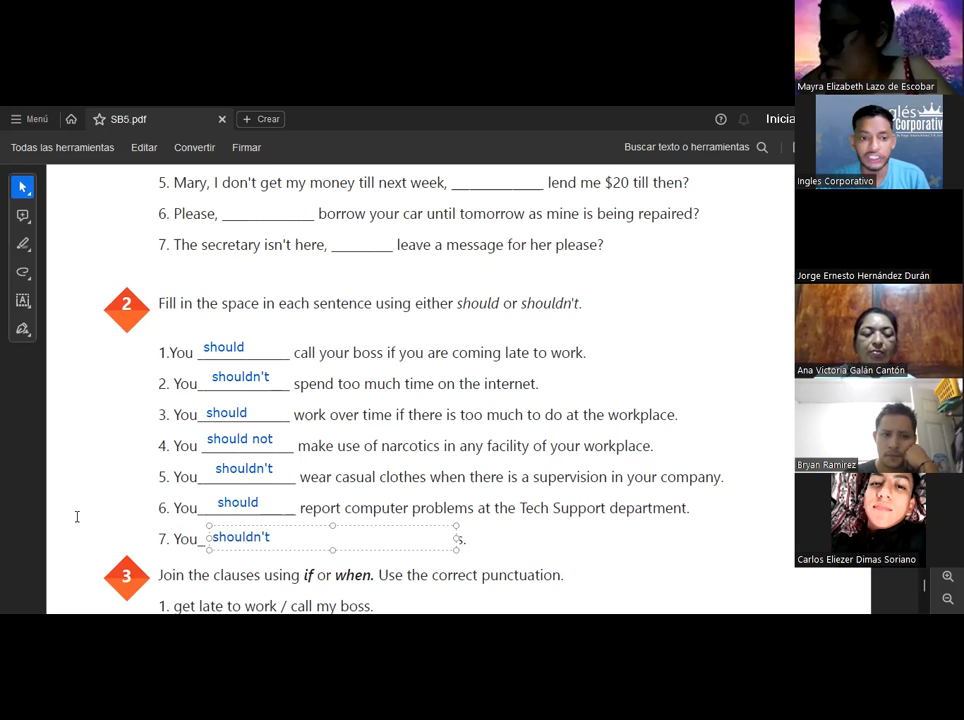 Menú
SB5.pdf
Crear
Inicia
Todas las herramientas
Editar
Convertir
Firmar
Buscar texto o herramientas
5. Mary, I don't get my money till next week, _____________ lend me $20 till then?
6. Please, _____________ borrow your car until tomorrow as mine is being repaired?
7. The secretary isn't here, _________ leave a message for her please?
2 Fill in the space in each sentence using either should or shouldn't.
1.You should call your boss if you are coming late to work.
2. You shouldn't spend too much time on the internet.
3. You should work over time if there is too much to do at the workplace.
4. You should not make use of narcotics in any facility of your workplace.
5. You shouldn't wear casual clothes when there is a supervision in your company.
6. You should report computer problems at the Tech Support department.
7. You_ shouldn't s.
3 Join the clauses using if or when. Use the correct punctuation.
1. get late to work / call my boss.
Mayra Elizabeth Lazo de Escobar
glés
Corporativo
Ingles Corporativo
Jorge Ernesto Hernández Durán
Ana Victoria Galán Cantón
Bryan Ramirez
Carlos Eliezer Dimas Soriano